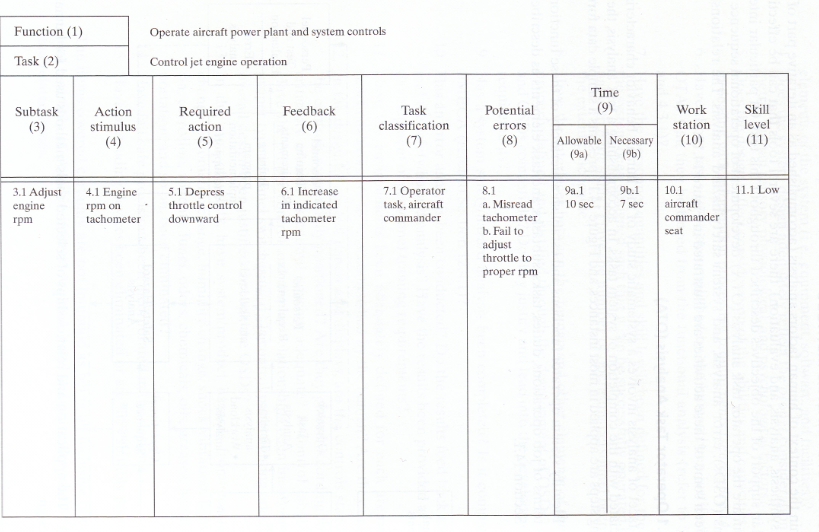 Function (1)
Operate aircraft power plant and system controls
Task (2)
Control jet engine operation
Subtask
(3)
Action
stimulus
(4)
Required
action
(5)
Feedback
(6)
Task
classification
(7)
Potential
errors
(8)
Time
(9)
Allowable
(9a)
Necessary
(9b)
Work
station
(10)
Skill
level
(11)
3.1 Adjust
engine
rpm
4.1 Engine
rpm on
tachometer
5.1 Depress
throttle control
downward
6.1 Increase
in indicated
tachometer
rpm
7.1 Operator
task, aircraft
commander
8.1
a. Misread
tachometer
b. Fail to
adjust
throttle to
proper rpm
9a.1
10 sec
9b.1
7 sec
10.1
aircraft
commander
seat
11.1 Low